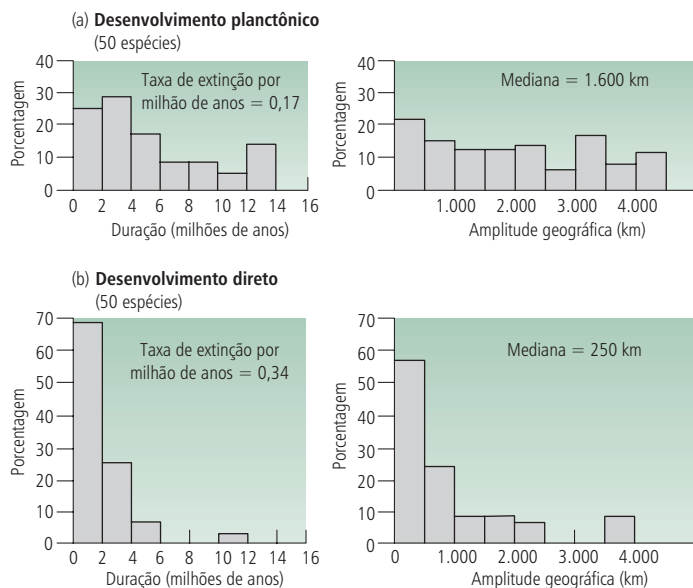 (a) Desenvolvimento planctônico
(50 espécies)
Porcentagem
40
30
20
10
0
Taxa de extinção por
milhão de anos = 0,17
0 2 4 6 8 10 12 14 16
Duração (milhões de anos)
Porcentagem
40
30
20
10
0
Mediana = 1.600 km
1.000 2.000 3.000 4.000
Amplitude geográfica (km)
(b) Desenvolvimento direto
(50 espécies)
Porcentagem
70
60
50
40
30
20
10
0
Taxa de extinção por
milhão de anos = 0,34
0 2 4 6 8 10 12 14 16
Duração (milhões de anos)
Porcentagem
70
60
50
40
30
20
10
0
Mediana = 250 km
0 1.000 2.000 3.000 4.000
Amplitude geográfica (km)